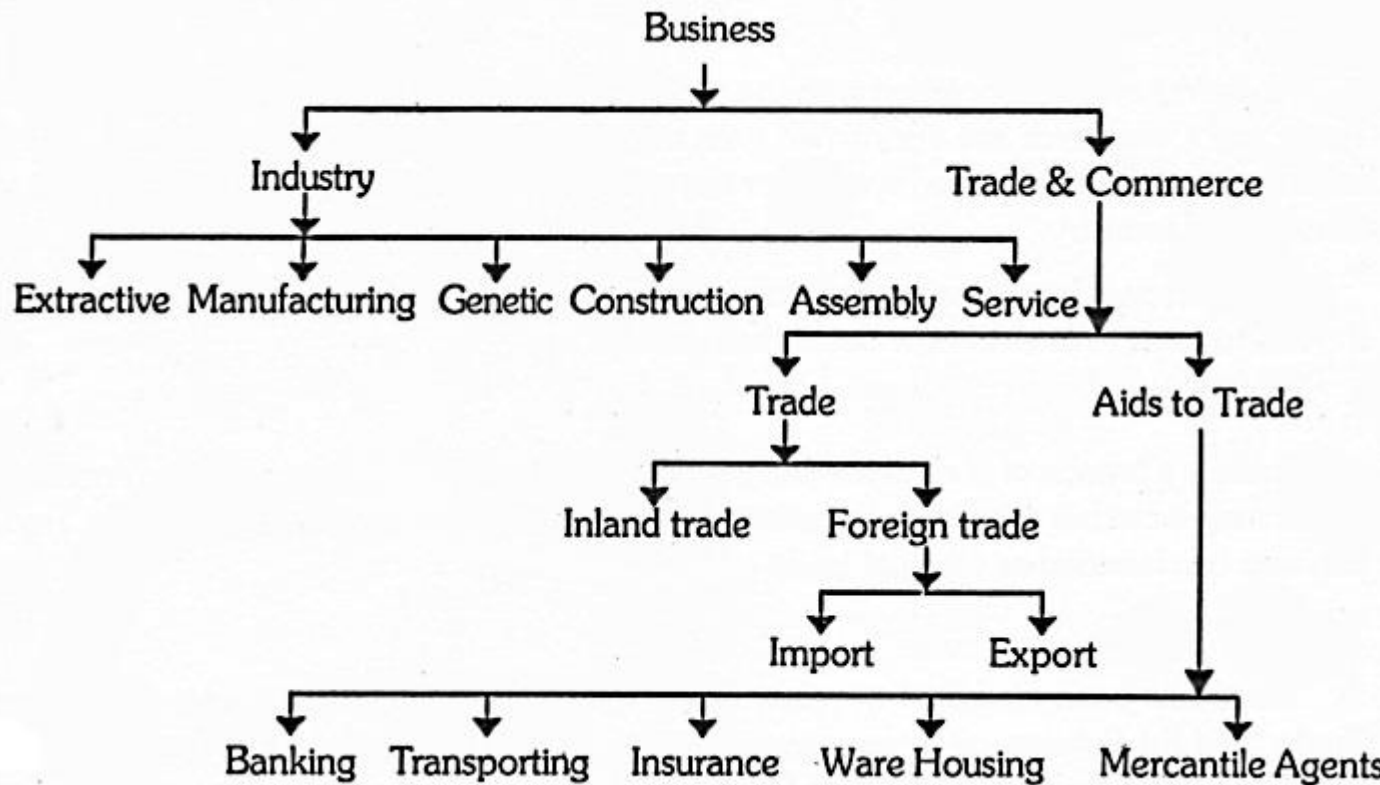 Business
Industry Trade & Commerce
Extractive Manufacturing Genetic Construction Assembly Service
Trade Aids to Trade
Inland trade Foreign trade
Import Export
Banking Transporting Insurance Ware Housing Mercantile Agents